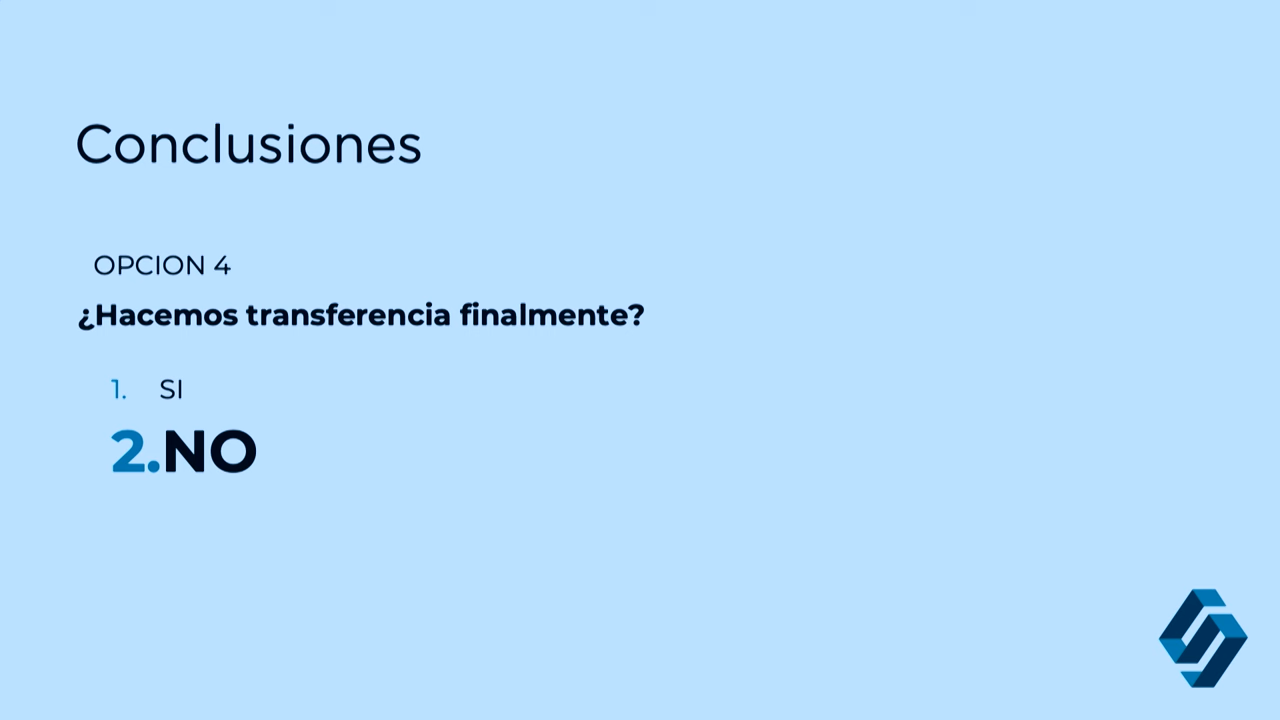 Conclusiones
OPCION 4
¿Hacemos transferencia finalmente?
1. SI
2.NO